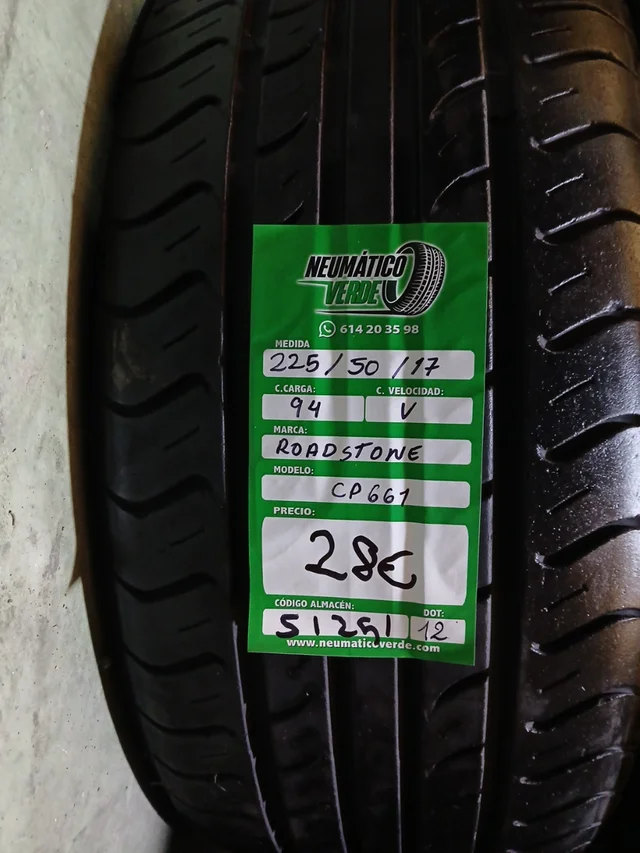 NEUMÁTICO
VERDE
614 20 35 98
MEDIDA
225/50/17
C.CARGA: C. VELOCIDAD:
94 V
MARCA:
ROADSTONE
MODELO:
CP661
PRECIO:
28€
CÓDIGO ALMACÉN: DOT:
51251 12
www.neumaticoverde.com